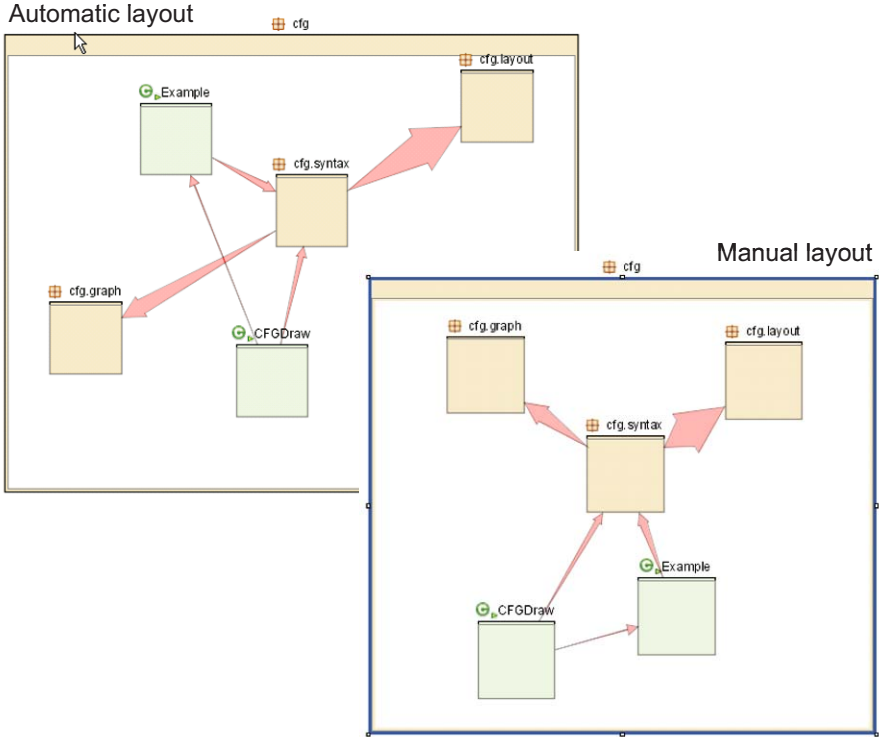 Automatic layout
cfg
cfg.layout
Example
cfg.syntax
cfg.graph
CFGDraw
Manual layout
cfg
cfg.graph
cfg.layout
cfg.syntax
Example
CFGDraw